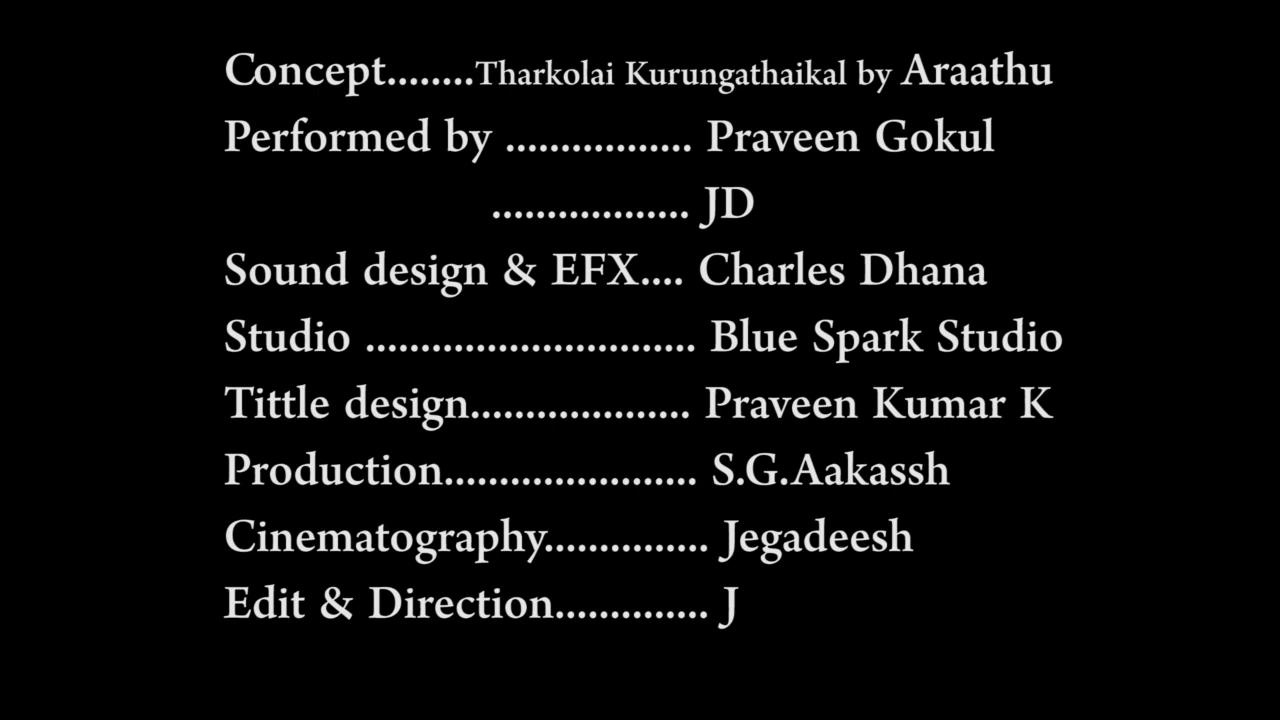 Concept........Tharkolai Kurungathaikal by Araathu
Performed by ................. Praveen Gokul
.................. JD
Sound design & EFX.... Charles Dhana
Studio .............................. Blue Spark Studio
Tittle design.................... Praveen Kumar K
Production....................... S.G.Aakassh
Cinematography............... Jegadeesh
Edit & Direction.............. J